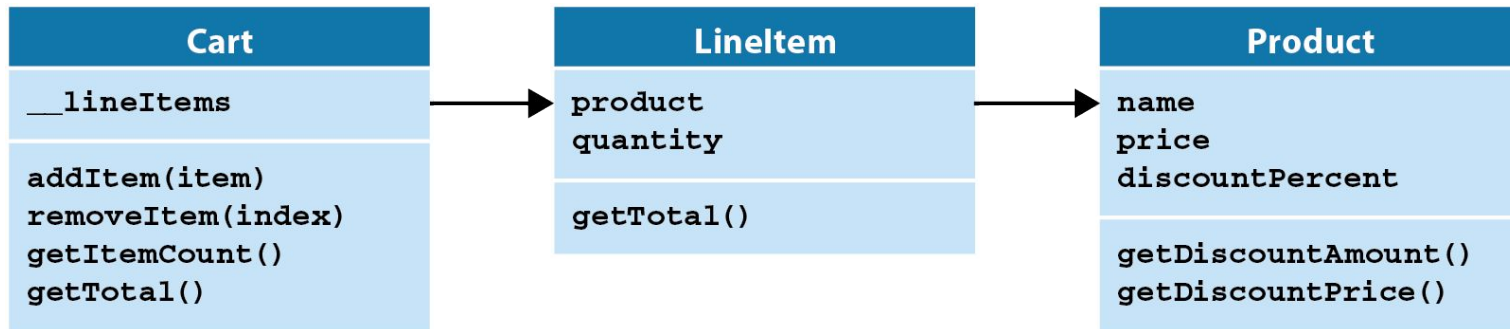 Cart
__lineItems
addItem(item)
removeItem(index)
getItemCount()
getTotal()
LineItem
product
quantity
getTotal()
Product
name
price
discountPercent
getDiscountAmount()
getDiscountPrice()